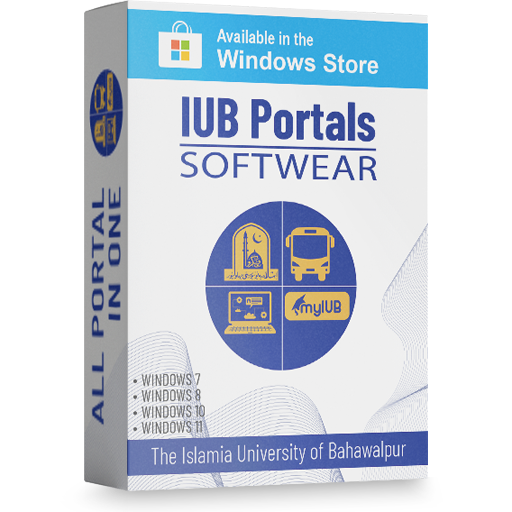 Available in the
Windows Store
IUB Portals
SOFTWEAR
myIUB
• WINDOWS 7
• WINDOWS 8
• WINDOWS 10
• WINDOWS 11
The Islamia University of Bahawalpur
ALL PORTAL
IN ONE